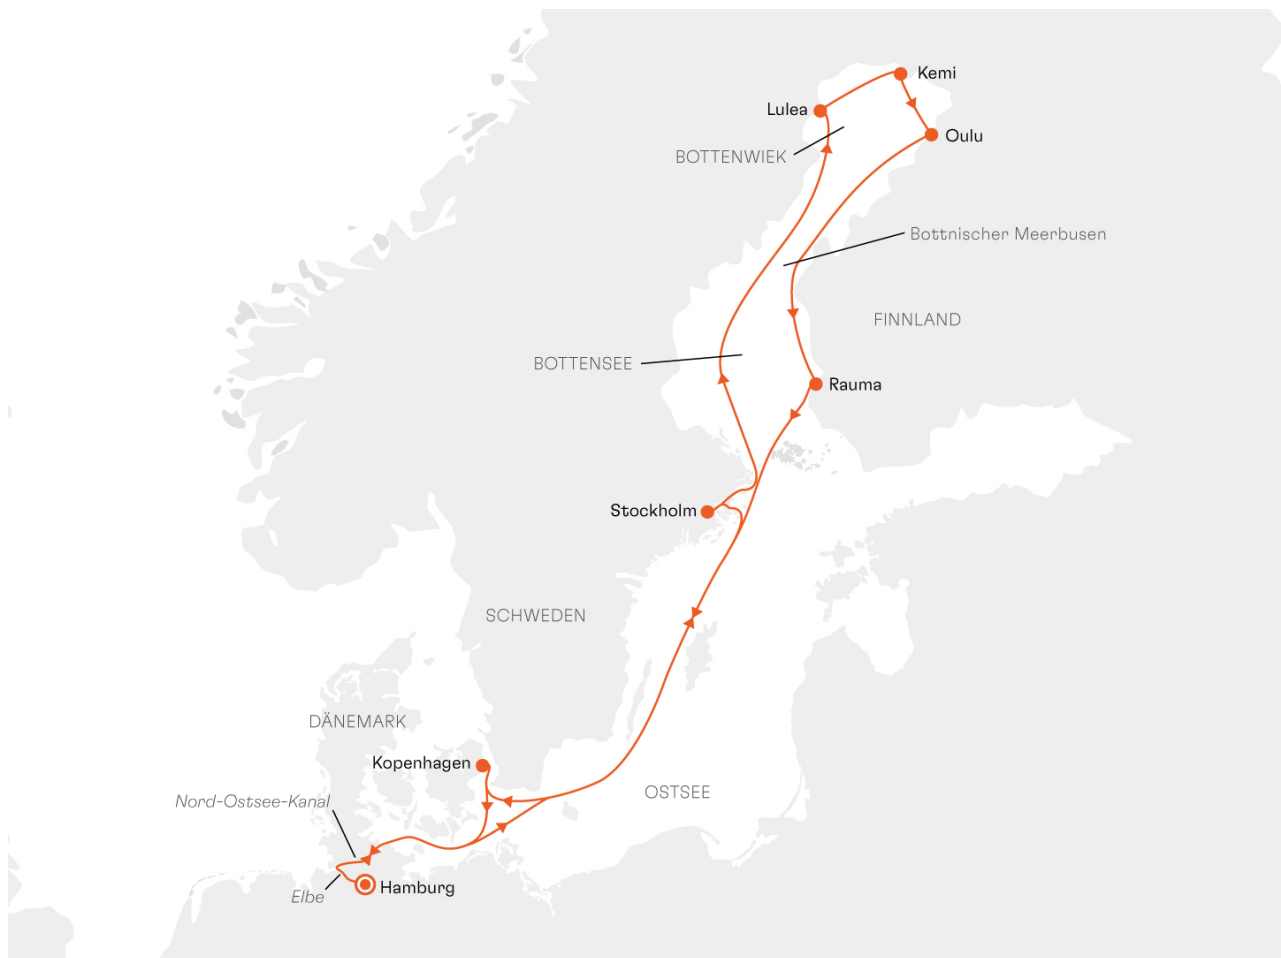 Kemi
Lulea
Oulu
BOTTENWIEK
Bottnischer Meerbusen
FINNLAND
BOTTENSEE
Rauma
Stockholm
SCHWEDEN
DÄNEMARK
Kopenhagen
OSTSEE
Nord-Ostsee-Kanal
Hamburg
Elbe